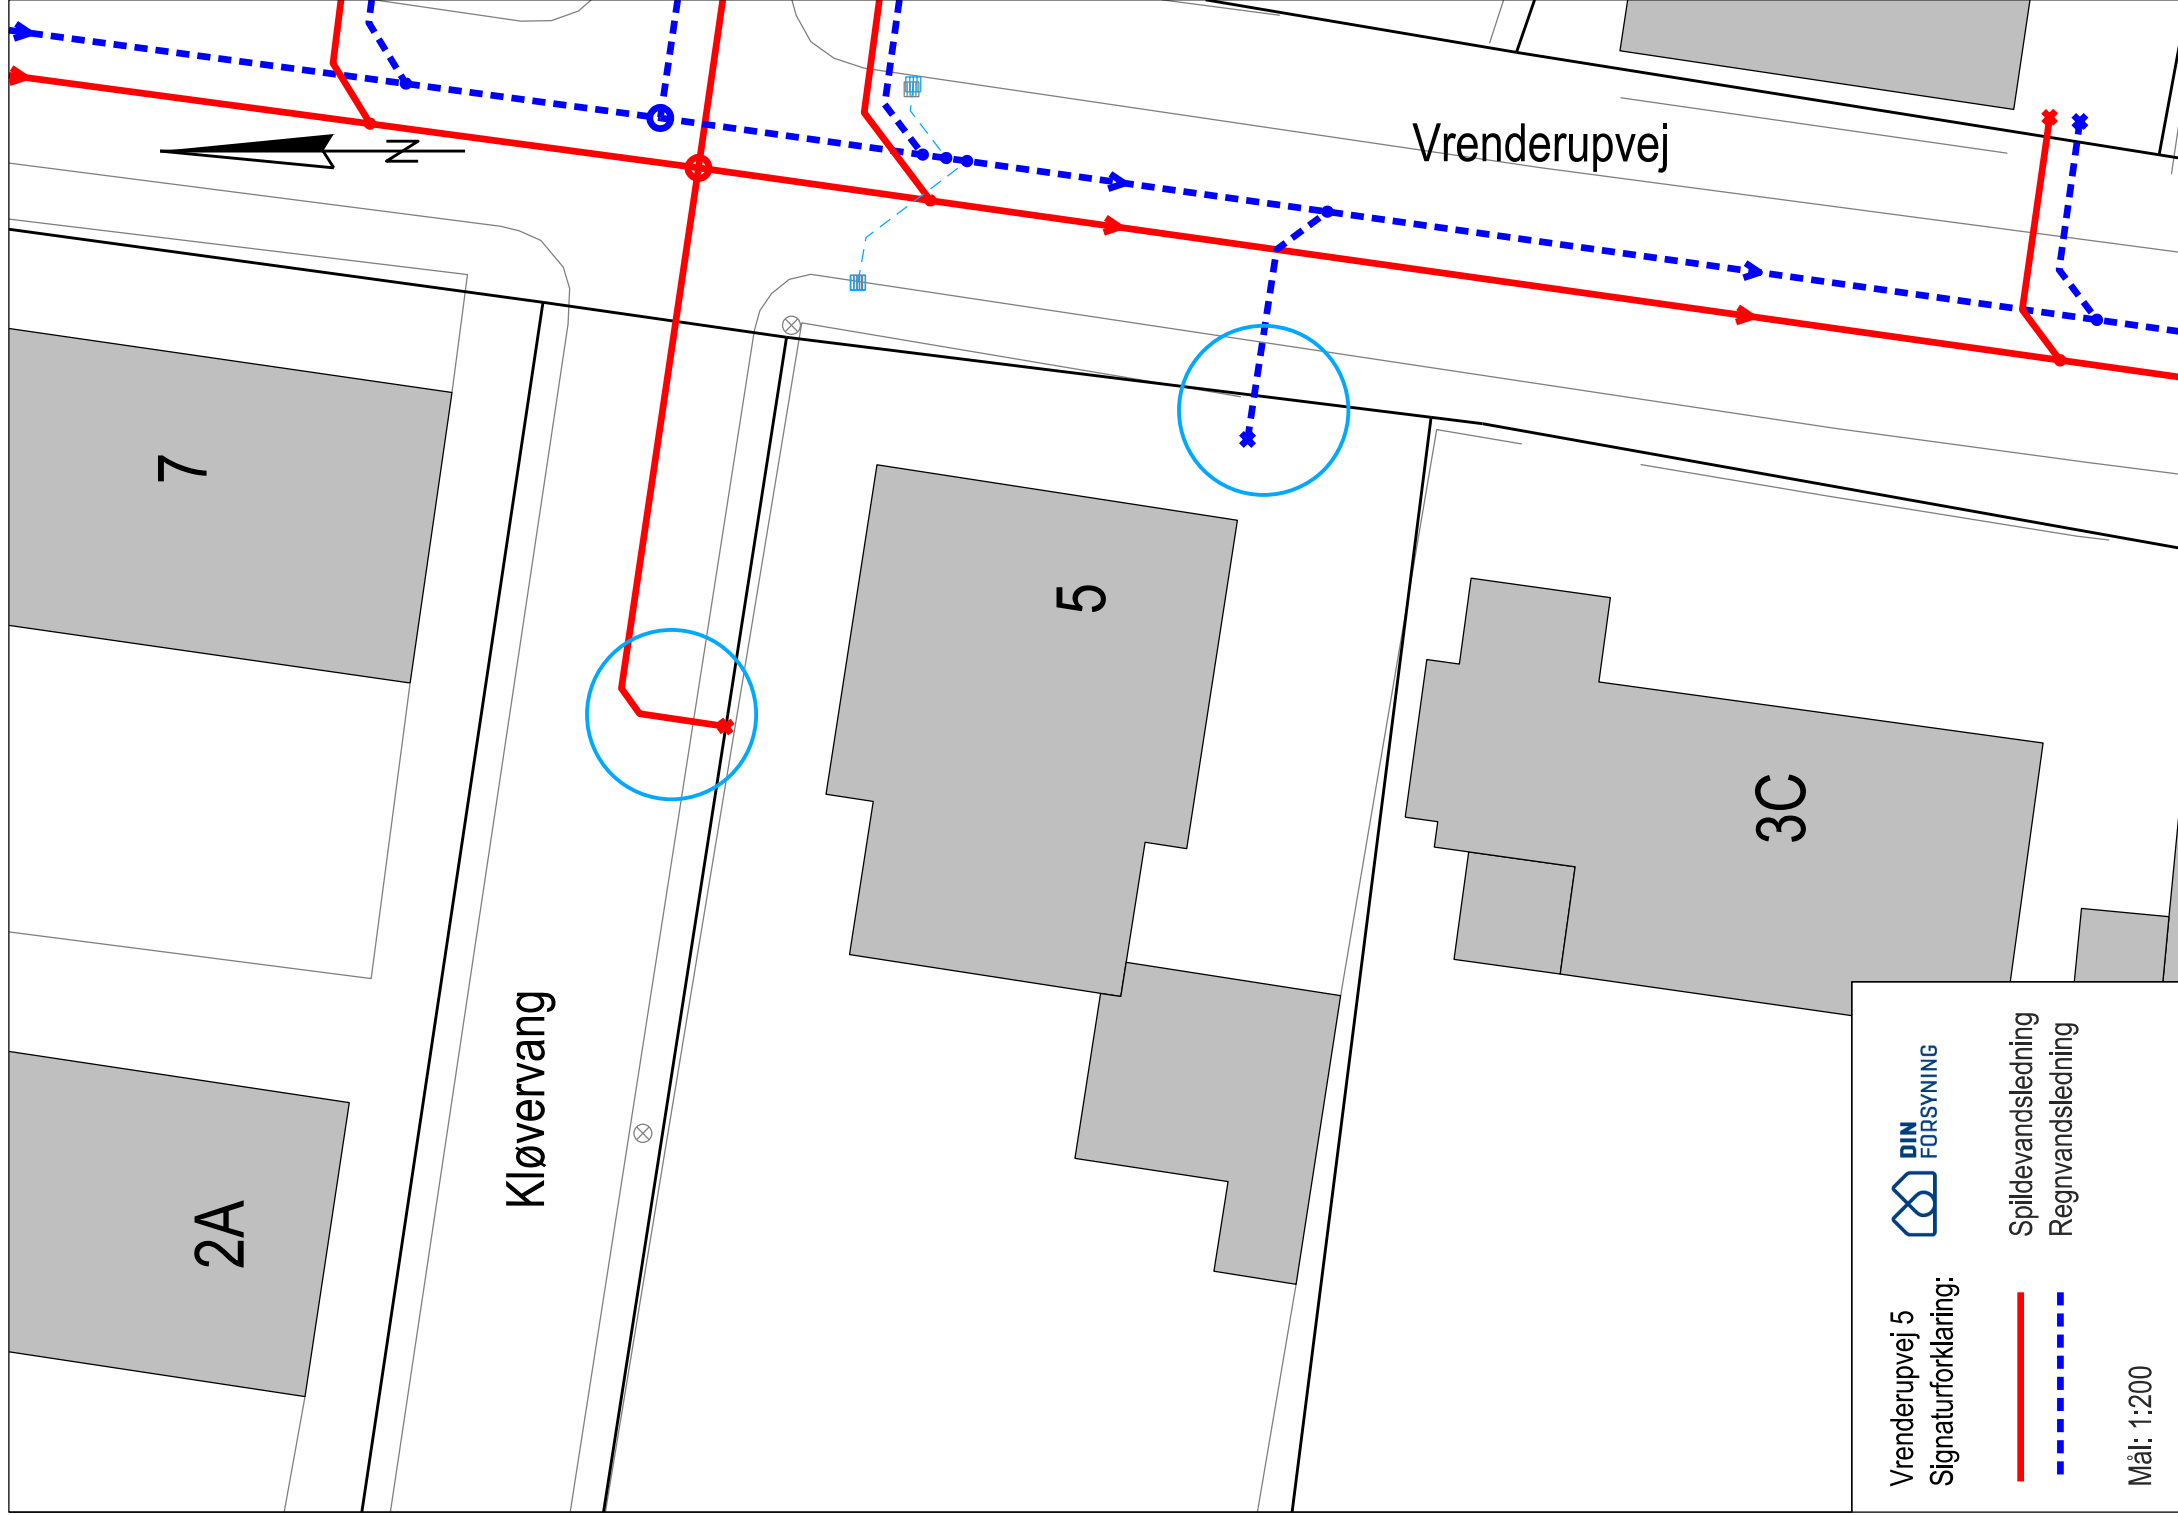 Vrenderupvej
N
7
5
3C
Kløvervang
2A
DIN
FORSYNING
Vrenderupvej 5
Signaturforklaring:
Spildevandsledning
Regnvandsledning
Mål: 1:200